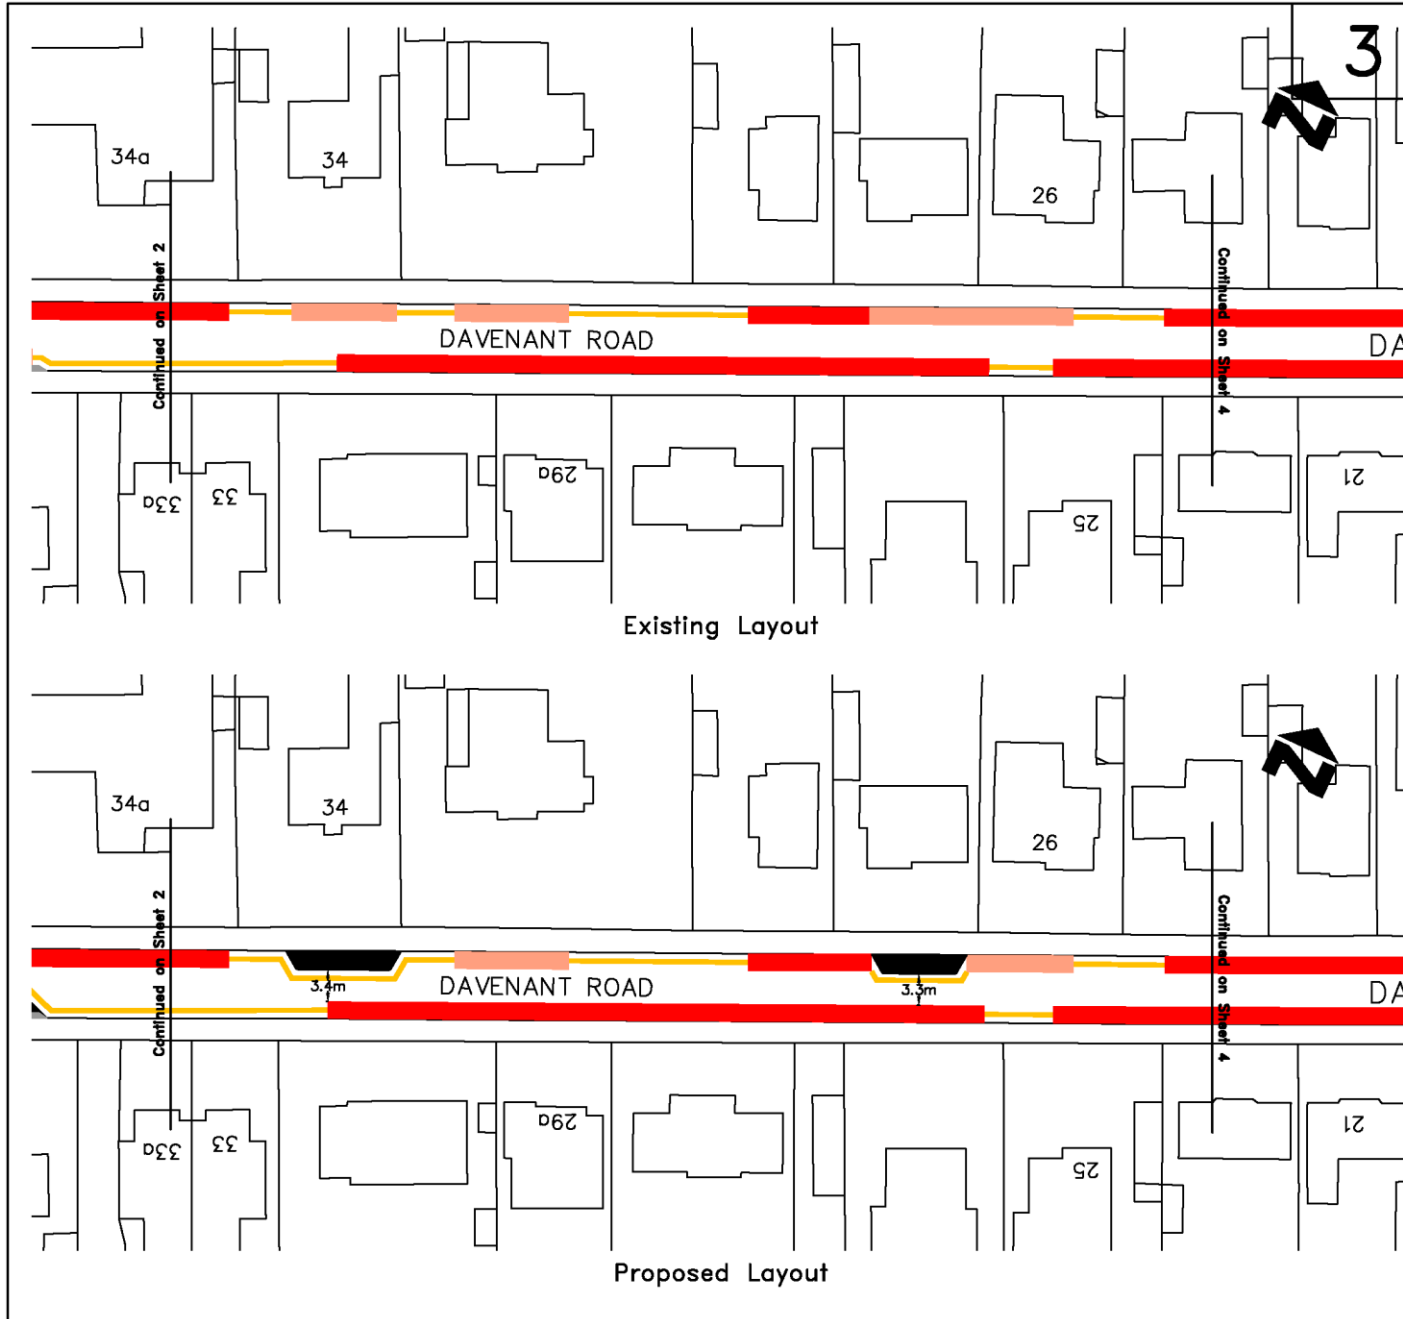 3
34a
34
26
N
Continued on Sheet 2
Continued on Sheet 4
DAVENANT ROAD
DA
33a
33
29a
25
21
Existing Layout
34a
34
26
N
Continued on Sheet 2
Continued on Sheet 4
3.4m
DAVENANT ROAD
3.3m
DA
33a
33
29a
25
21
Proposed Layout